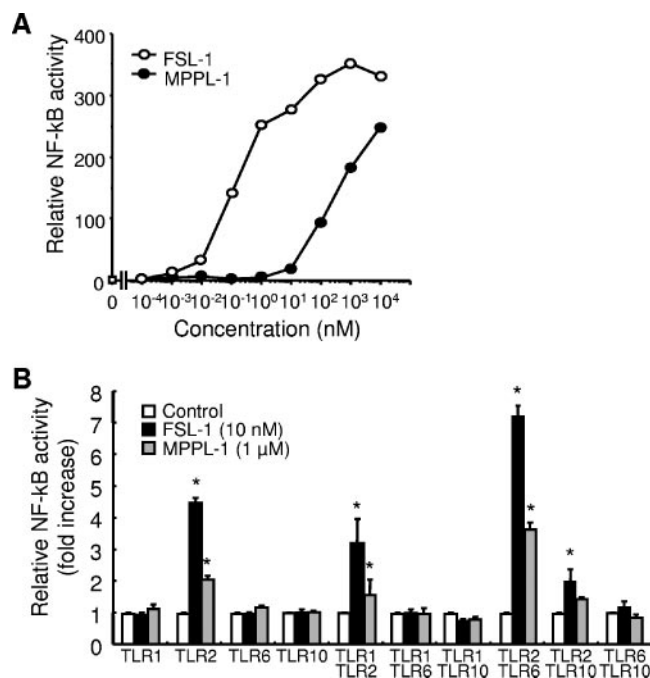 A
Relative NF-kB activity
400
300
200
100
0
FSL-1
MPPL-1
0 10⁻⁴ 10⁻³ 10⁻² 10⁻¹ 10⁰ 10¹ 10² 10³ 10⁴
Concentration (nM)
B
Relative NF-kB activity
(fold increase)
8
7
6
5
4
3
2
1
0
Control
FSL-1 (10 nM)
MPPL-1 (1 µM)
* * * * * * *
TLR1 TLR2 TLR6 TLR10 TLR1 TLR1 TLR1 TLR2 TLR2 TLR6
TLR2 TLR6 TLR10 TLR6 TLR10 TLR10